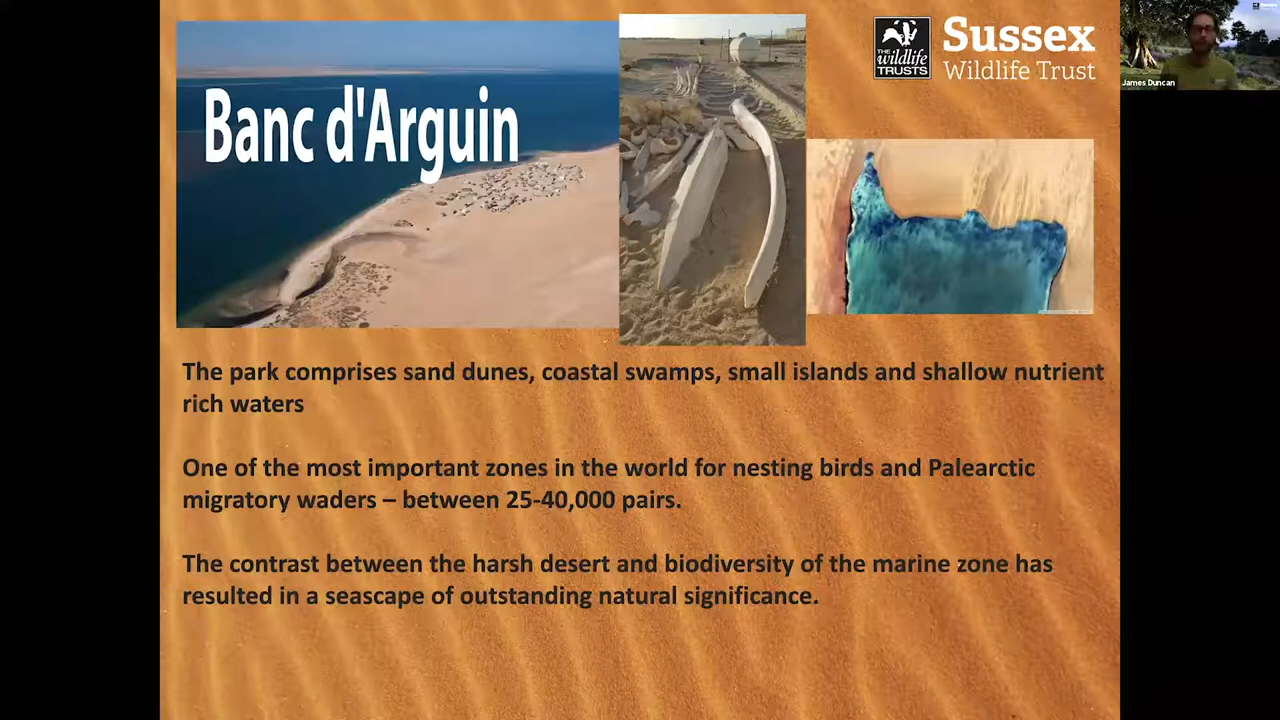 Banc d'Arguin
THE
wildlife
TRUSTS
Sussex
Wildlife Trust
James Duncan
The park comprises sand dunes, coastal swamps, small islands and shallow nutrient
rich waters
One of the most important zones in the world for nesting birds and Palearctic
migratory waders – between 25-40,000 pairs.
The contrast between the harsh desert and biodiversity of the marine zone has
resulted in a seascape of outstanding natural significance.